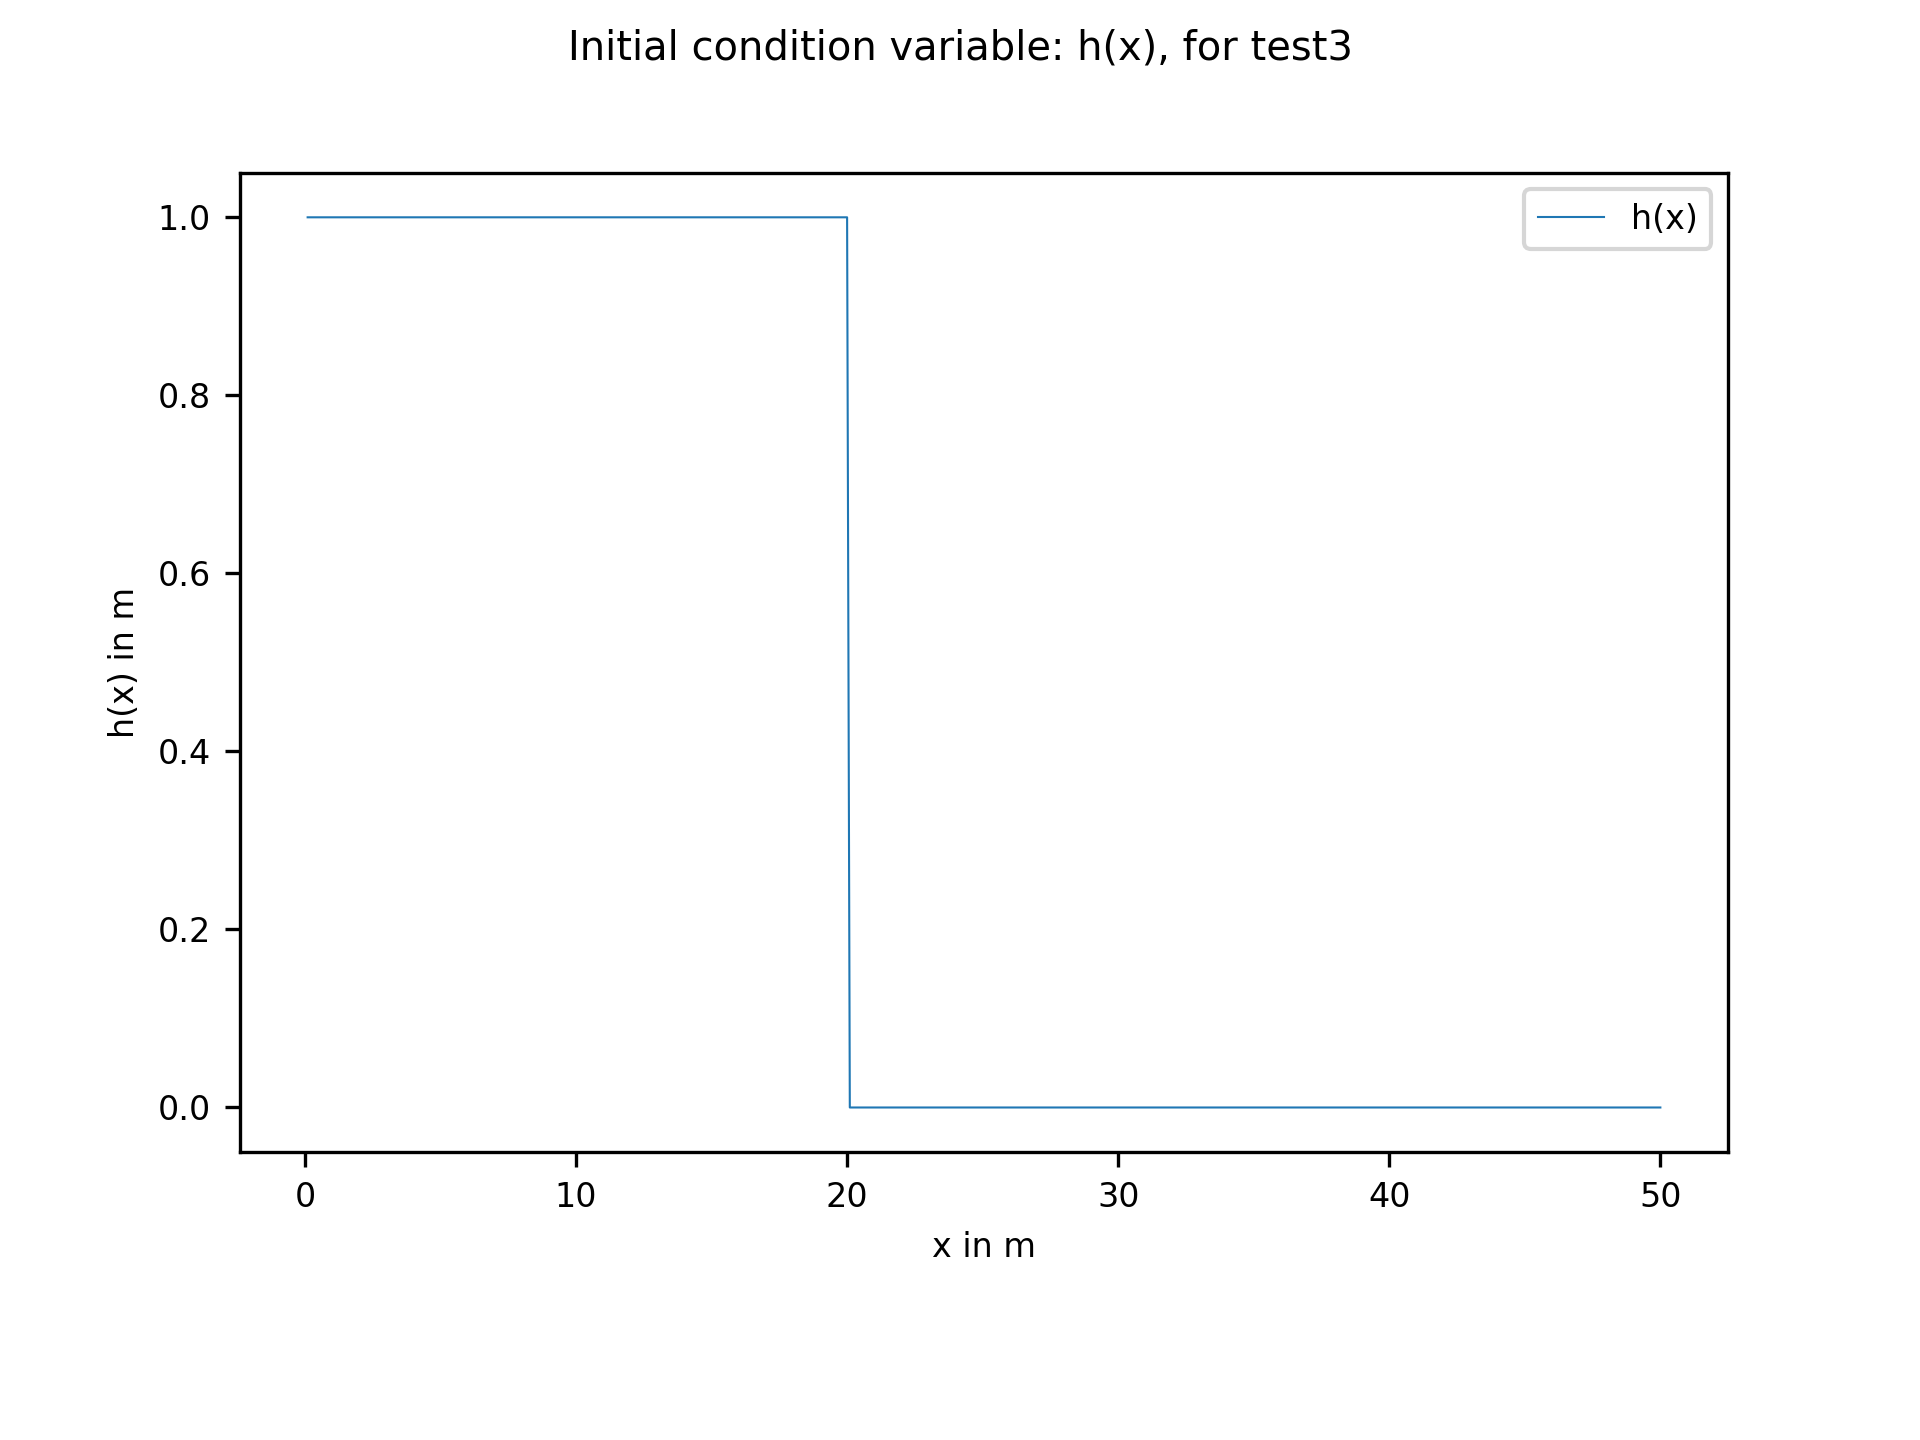 Initial condition variable: h(x), for test3
h(x)
1.0
0.8
0.6
0.4
0.2
0.0
h(x) in m
0 10 20 30 40 50
x in m